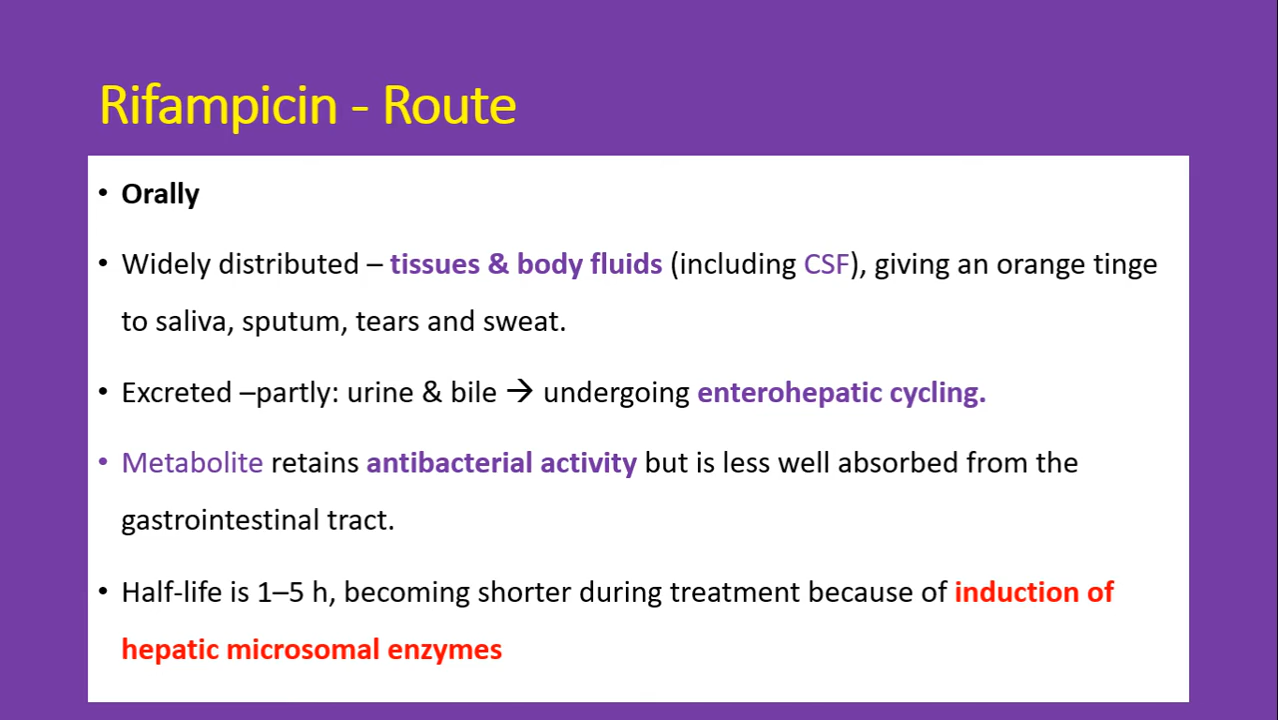 Rifampicin - Route
• Orally
• Widely distributed – tissues & body fluids (including CSF), giving an orange tinge
to saliva, sputum, tears and sweat.
• Excreted –partly: urine & bile → undergoing enterohepatic cycling.
• Metabolite retains antibacterial activity but is less well absorbed from the
gastrointestinal tract.
• Half-life is 1–5 h, becoming shorter during treatment because of induction of
hepatic microsomal enzymes